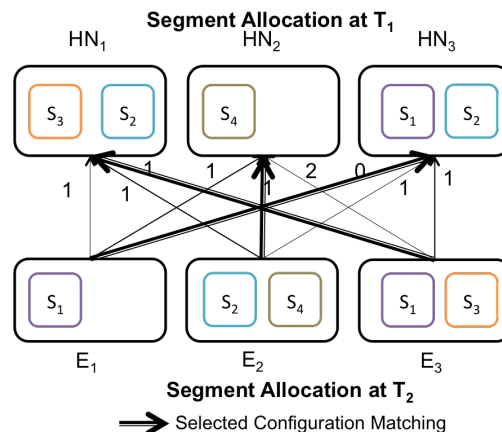 Segment Allocation at T1
HN1 HN2 HN3
S3 S2 S4 S1 S2
1 1 2 0
1 1 1 1 1
S1 S2 S4 S1 S3
E1 E2 E3
Segment Allocation at T2
Selected Configuration Matching